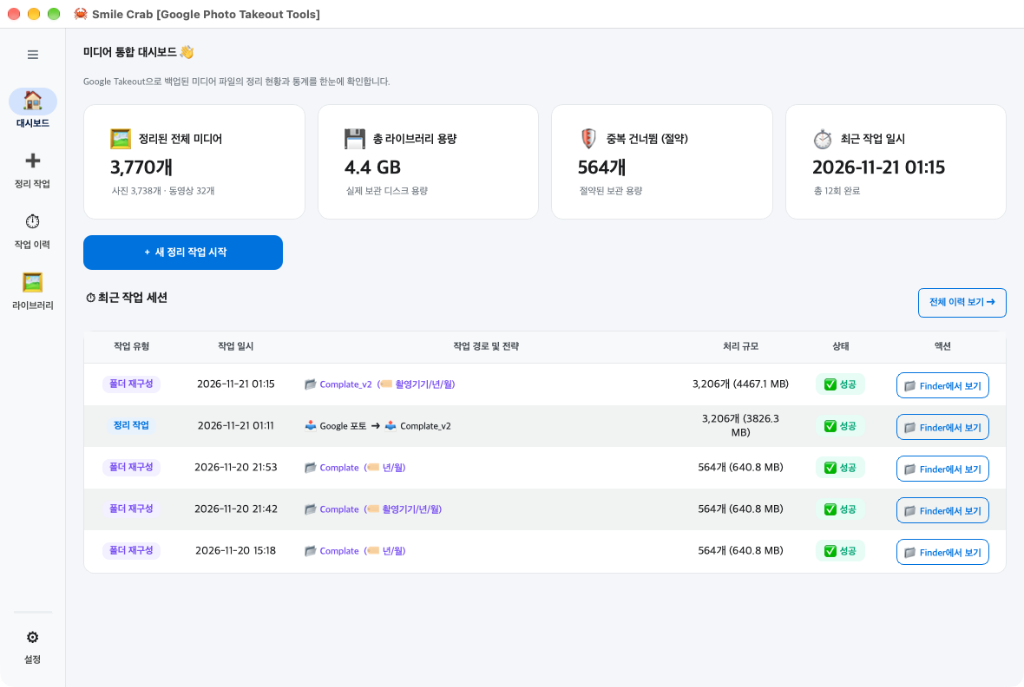 Smile Crab [Google Photo Takeout Tools]
미디어 통합 대시보드
Google Takeout으로 백업된 미디어 파일의 정리 현황과 통계를 한눈에 확인합니다.
대시보드
정리 작업
작업 이력
라이브러리
설정
정리된 전체 미디어
3,770개
사진 3,738개 · 동영상 32개
총 라이브러리 용량
4.4 GB
실제 보관 디스크 용량
중복 건너뜀 (절약)
564개
절약된 보관 용량
최근 작업 일시
2026-11-21 01:15
총 12회 완료
+ 새 정리 작업 시작
최근 작업 세션
전체 이력 보기 →
작업 유형 작업 일시 작업 경로 및 전략 처리 규모 상태 액션
폴더 재구성 2026-11-21 01:15 Complate_v2 (촬영기기/년/월) 3,206개 (4467.1 MB) 성공 Finder에서 보기
정리 작업 2026-11-21 01:11 Google 포토 → Complate_v2 3,206개 (3826.3
MB) 성공 Finder에서 보기
폴더 재구성 2026-11-20 21:53 Complate (년/월) 564개 (640.8 MB) 성공 Finder에서 보기
폴더 재구성 2026-11-20 21:42 Complate (촬영기기/년/월) 564개 (640.8 MB) 성공 Finder에서 보기
폴더 재구성 2026-11-20 15:18 Complate (년/월) 564개 (640.8 MB) 성공 Finder에서 보기